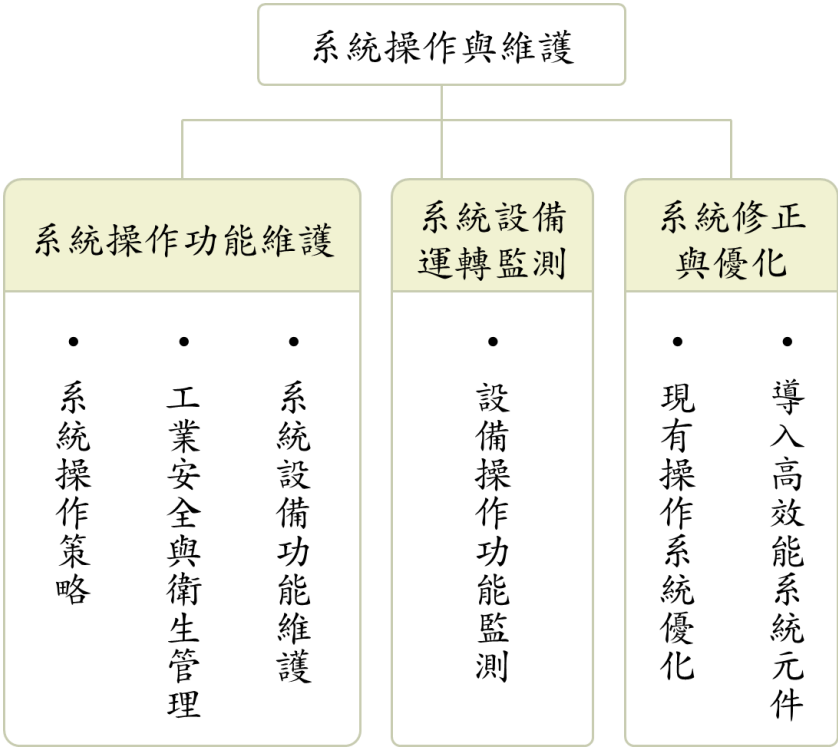 系統操作與維護
系統操作功能維護
• 系統操作策略
• 工業安全與衛生管理
• 系統設備功能維護
系統設備
運轉監測
• 設備操作功能監測
系統修正
與優化
• 現有操作系統優化
• 導入高效能系統元件